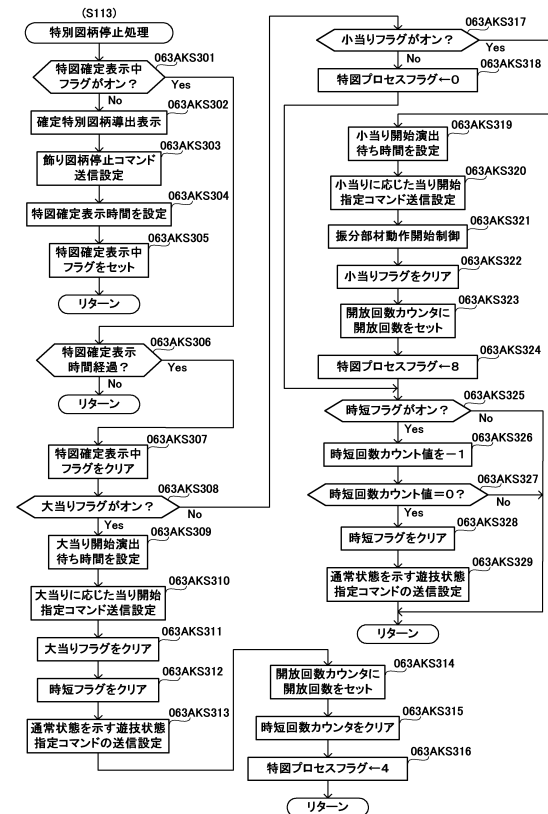 (S113)
特別図柄停止処理
063AKS301
特図確定表示中
フラグがオン？
Yes
No
063AKS302
確定特別図柄導出表示
063AKS303
飾り図柄停止コマンド
送信設定
063AKS304
特図確定表示時間を設定
063AKS305
特図確定表示中
フラグをセット
リターン
063AKS306
特図確定表示
時間経過？
Yes
No
リターン
063AKS307
特図確定表示中
フラグをクリア
063AKS308
大当りフラグがオン？
No
Yes
063AKS309
大当り開始演出
待ち時間を設定
063AKS310
大当りに応じた当り開始
指定コマンド送信設定
063AKS311
大当りフラグをクリア
063AKS312
時短フラグをクリア
063AKS313
通常状態を示す遊技状態
指定コマンドの送信設定
063AKS314
開放回数カウンタに
開放回数をセット
063AKS315
時短回数カウンタをクリア
063AKS316
特図プロセスフラグ←4
リターン
063AKS317
小当りフラグがオン？
Yes
No
063AKS318
特図プロセスフラグ←0
063AKS319
小当り開始演出
待ち時間を設定
063AKS320
小当りに応じた当り開始
指定コマンド送信設定
063AKS321
振分部材動作開始制御
063AKS322
小当りフラグをクリア
063AKS323
開放回数カウンタに
開放回数をセット
063AKS324
特図プロセスフラグ←8
063AKS325
時短フラグがオン？
No
Yes
063AKS326
時短回数カウント値を－1
063AKS327
時短回数カウント値＝0？
No
Yes
063AKS328
時短フラグをクリア
063AKS329
通常状態を示す遊技状態
指定コマンドの送信設定
リターン